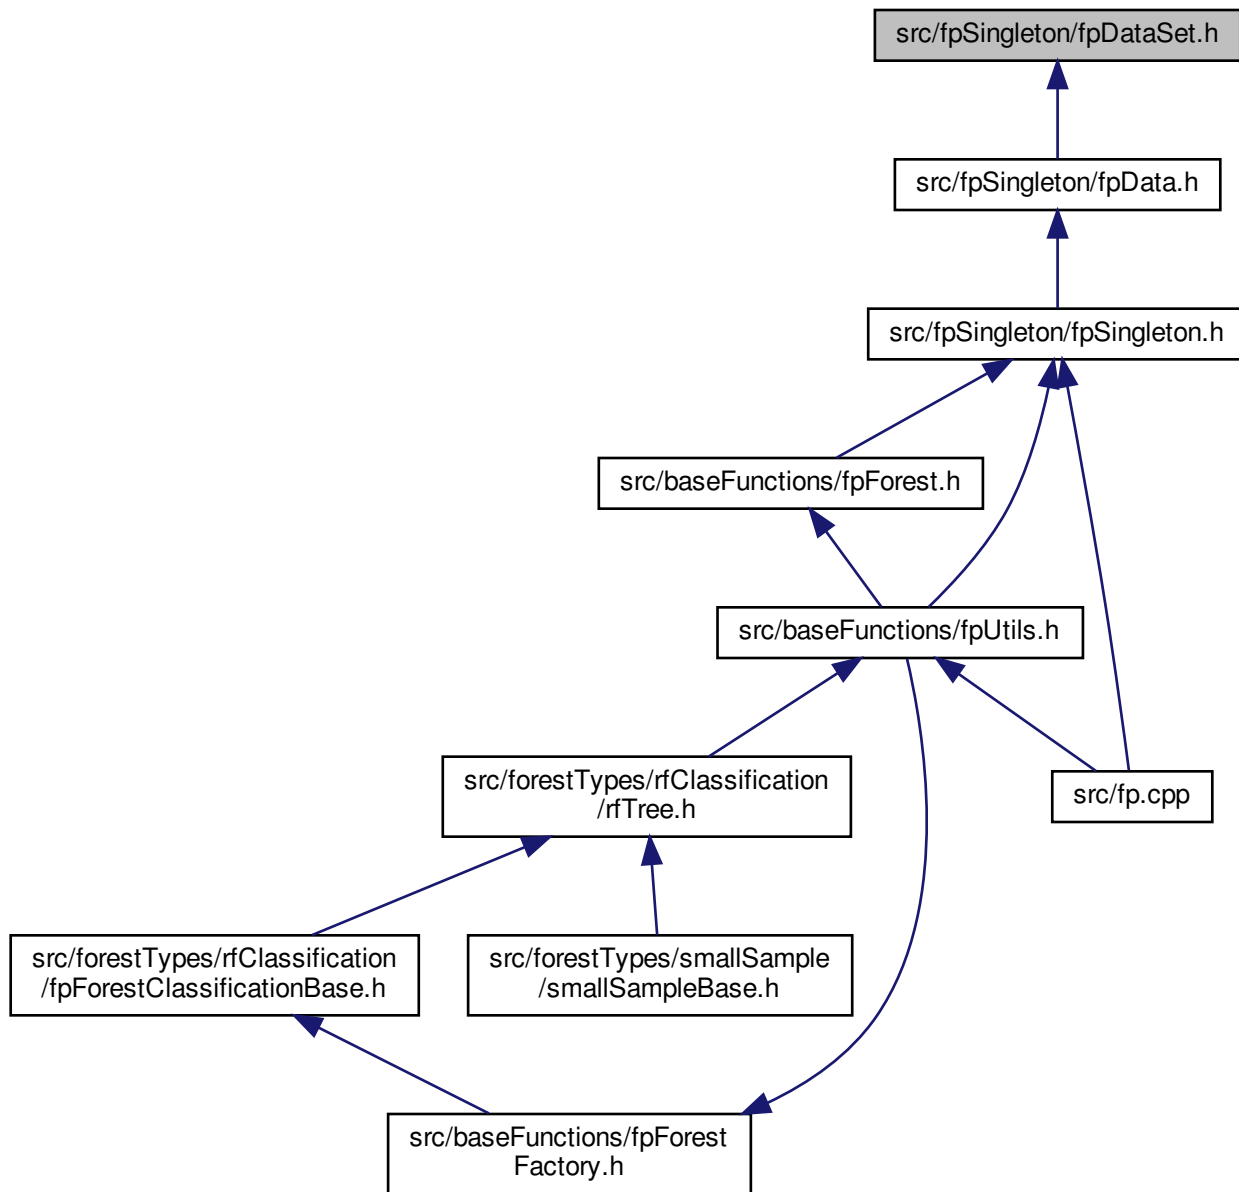 src/fpSingleton/fpDataSet.h
src/fpSingleton/fpData.h
src/fpSingleton/fpSingleton.h
src/baseFunctions/fpForest.h
src/baseFunctions/fpUtils.h
src/forestTypes/rfClassification
/rfTree.h
src/fp.cpp
src/forestTypes/rfClassification
/fpForestClassificationBase.h
src/forestTypes/smallSample
/smallSampleBase.h
src/baseFunctions/fpForest
Factory.h